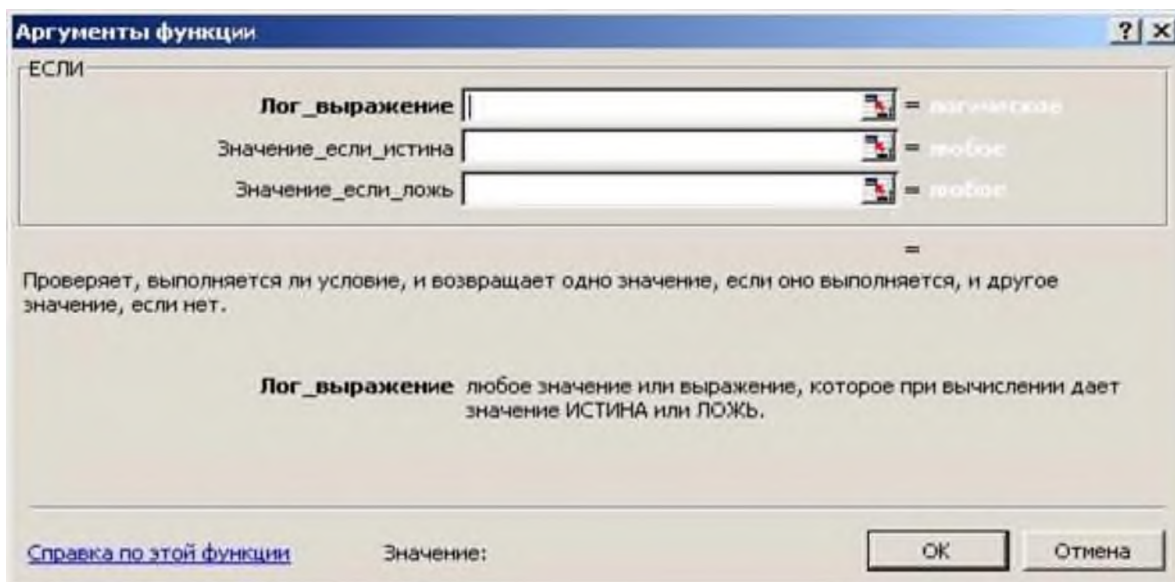 Аргументы функции
ЕСЛИ
Лог_выражение = логическое
Значение_если_истина = любое
Значение_если_ложь = любое
=
Проверяет, выполняется ли условие, и возвращает одно значение, если оно выполняется, и другое
значение, если нет.
Лог_выражение любое значение или выражение, которое при вычислении дает
значение ИСТИНА или ЛОЖЬ.
Справка по этой функции Значение: ОК Отмена